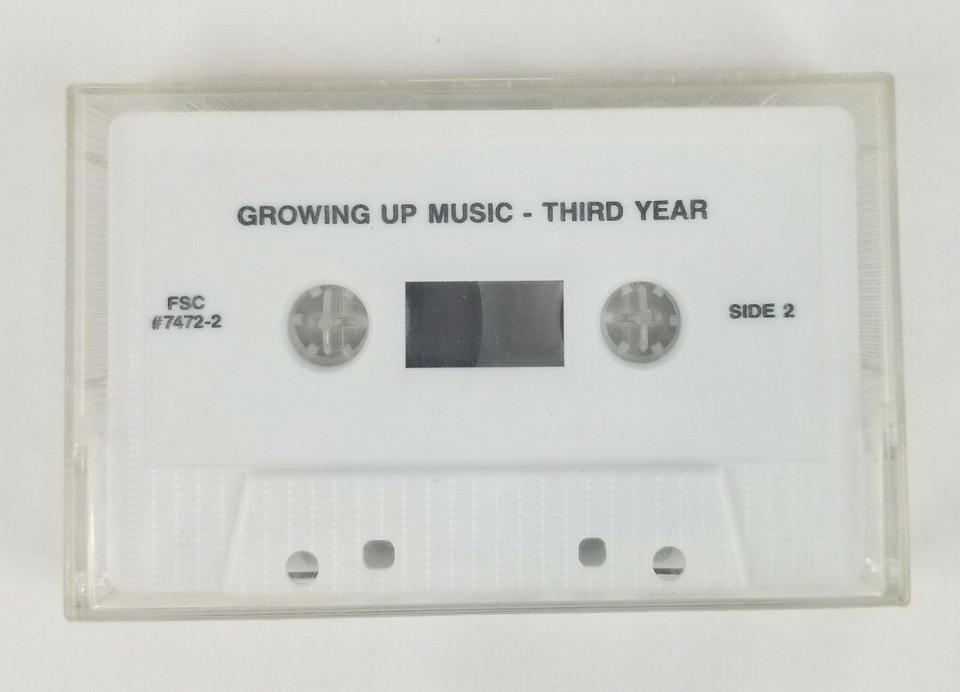 GROWING UP MUSIC - THIRD YEAR
FSC
#7472-2
SIDE 2